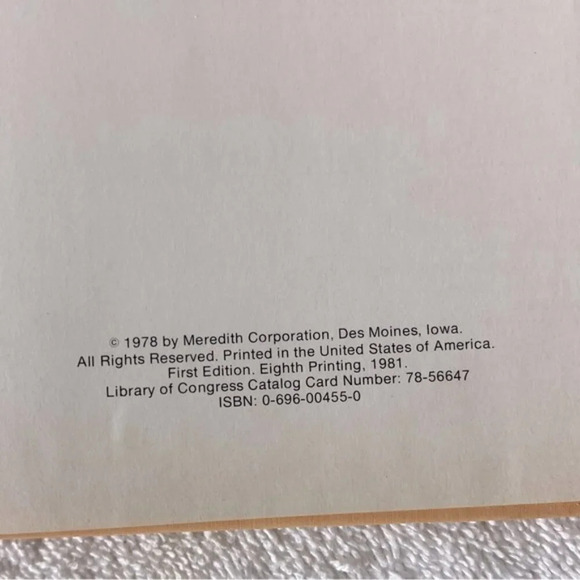 © 1978 by Meredith Corporation, Des Moines, Iowa.
All Rights Reserved. Printed in the United States of America.
First Edition. Eighth Printing, 1981.
Library of Congress Catalog Card Number: 78-56647
ISBN: 0-696-00455-0